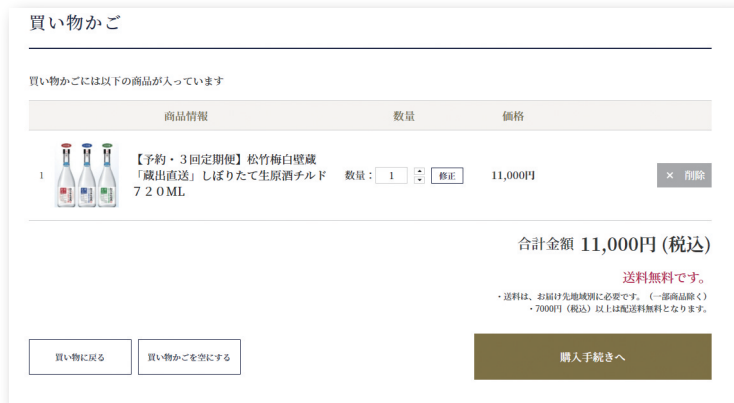 買い物かご
買い物かごには以下の商品が入っています
商品情報 数量 価格
1
【予約・３回定期便】松竹梅白壁蔵
「蔵出直送」しぼりたて生原酒チルド
７２０ML
数量： 1 修正
11,000円
× 削除
合計金額 11,000円 (税込)
送料無料です。
・送料は、お届け先地域別に必要です。（一部商品除く）
・7000円（税込）以上は配送料無料となります。
買い物に戻る 買い物かごを空にする 購入手続きへ